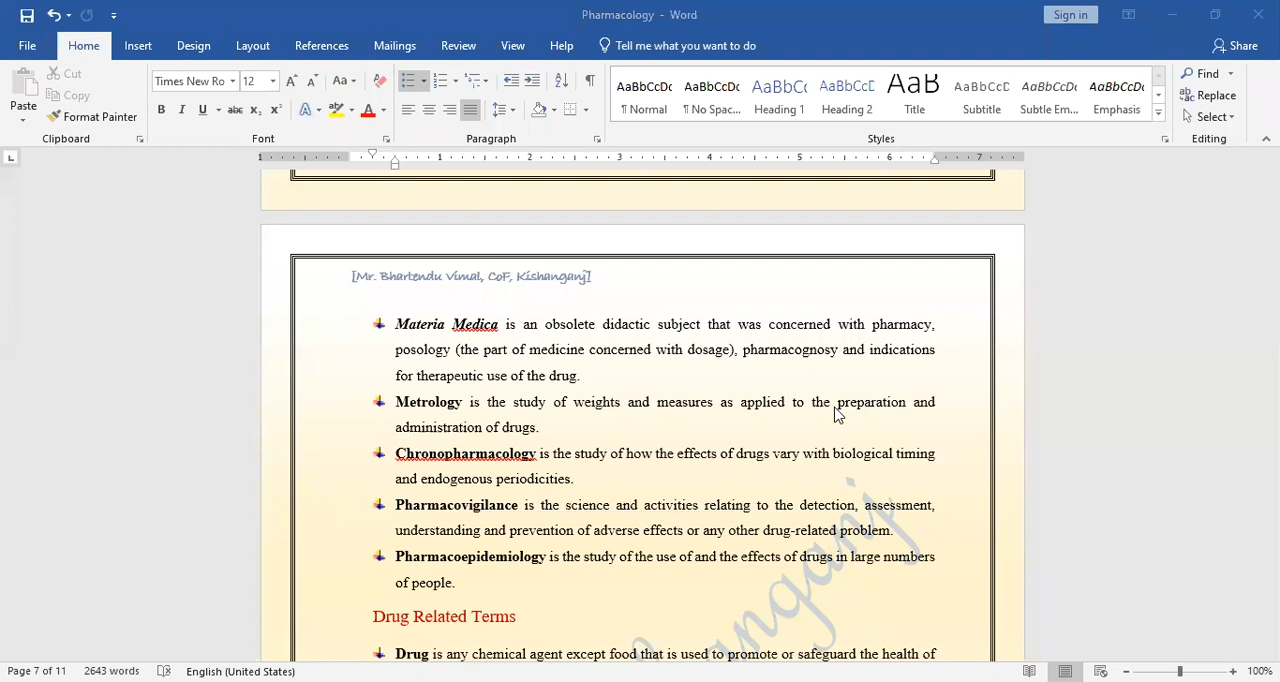 Pharmacology - Word
Sign in
File Home Insert Design Layout References Mailings Review View Help Tell me what you want to do Share
Paste
Cut
Copy
Format Painter
Clipboard
Times New Ro 12
Font
Paragraph
AaBbCcDc AaBbCcDc AaBbCc AaBbCcC AaB AaBbCcD AaBbCcDc AaBbCcDc
¶ Normal ¶ No Spac... Heading 1 Heading 2 Title Subtitle Subtle Em... Emphasis
Styles
Find
Replace
Select
Editing
1 1 2 3 4 5 6 7
[Mr. Bhartendu Vimal, CoF, Kishanganj]
Materia Medica is an obsolete didactic subject that was concerned with pharmacy,
posology (the part of medicine concerned with dosage), pharmacognosy and indications
for therapeutic use of the drug.
Metrology is the study of weights and measures as applied to the preparation and
administration of drugs.
Chronopharmacology is the study of how the effects of drugs vary with biological timing
and endogenous periodicities.
Pharmacovigilance is the science and activities relating to the detection, assessment,
understanding and prevention of adverse effects or any other drug-related problem.
Pharmacoepidemiology is the study of the use of and the effects of drugs in large numbers
of people.
Drug Related Terms
Drug is any chemical agent except food that is used to promote or safeguard the health of
Page 7 of 11 2643 words English (United States) 100%